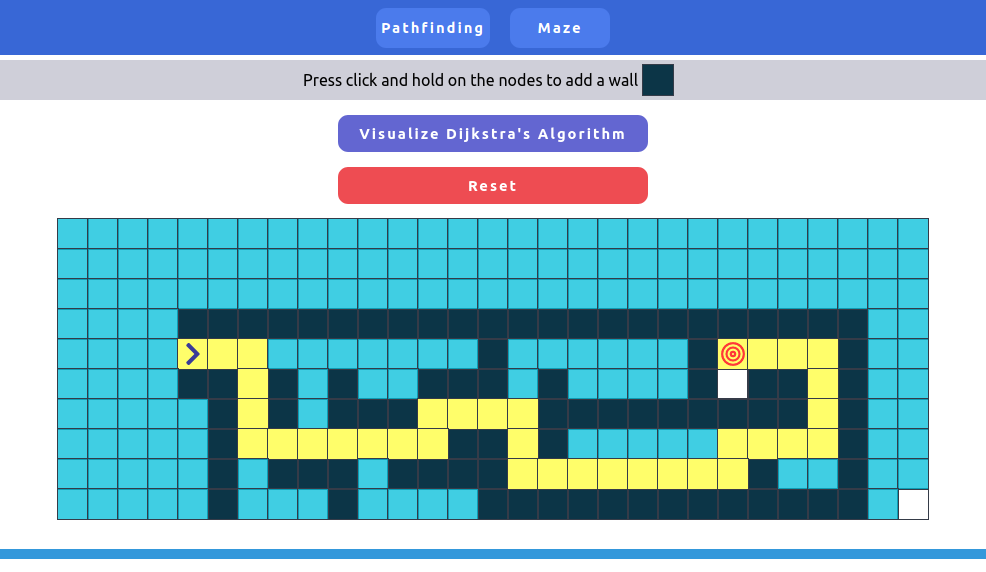 Pathfinding
Maze
Press click and hold on the nodes to add a wall
Visualize Dijkstra's Algorithm
Reset